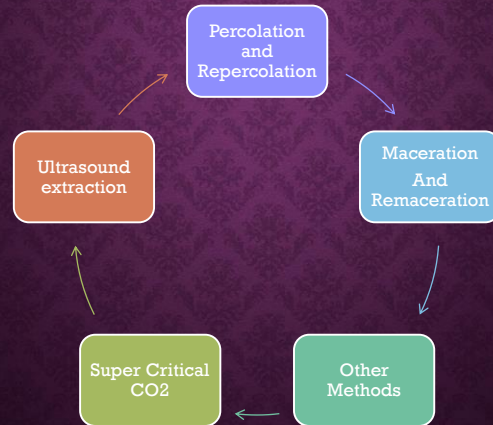 Percolation
and
Repercolation
Maceration
And
Remaceration
Other
Methods
Super Critical
CO2
Ultrasound
extraction